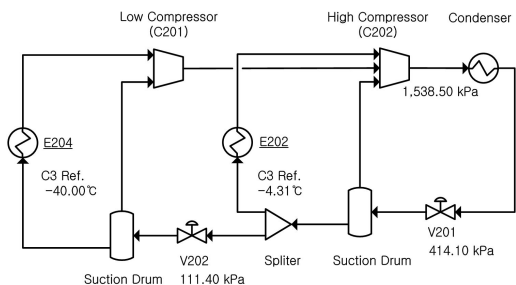 Low Compressor
(C201)
High Compressor
(C202)
Condenser
1,538.50 kPa
E204
E202
C3 Ref.
-40.00℃
C3 Ref.
-4.31℃
V201
414.10 kPa
V202
Spliter
Suction Drum
Suction Drum
111.40 kPa